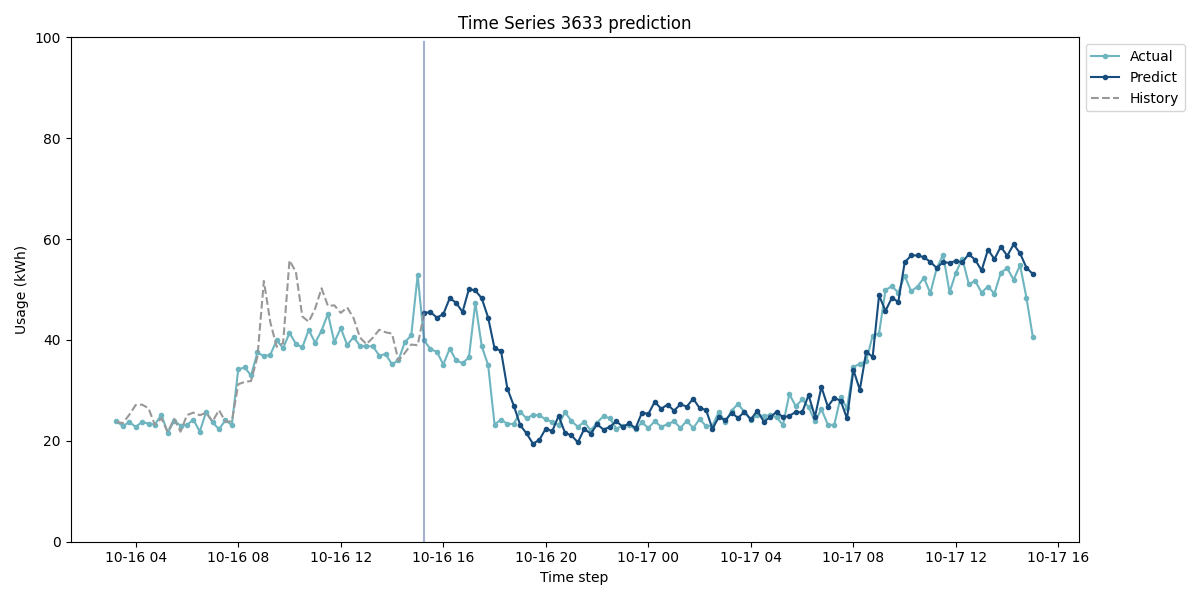 Time Series 3633 prediction
100
80
60
40
20
0
Usage (kWh)
10-16 04
10-16 08
10-16 12
10-16 16
10-16 20
10-17 00
10-17 04
10-17 08
10-17 12
10-17 16
Time step
Actual
Predict
History